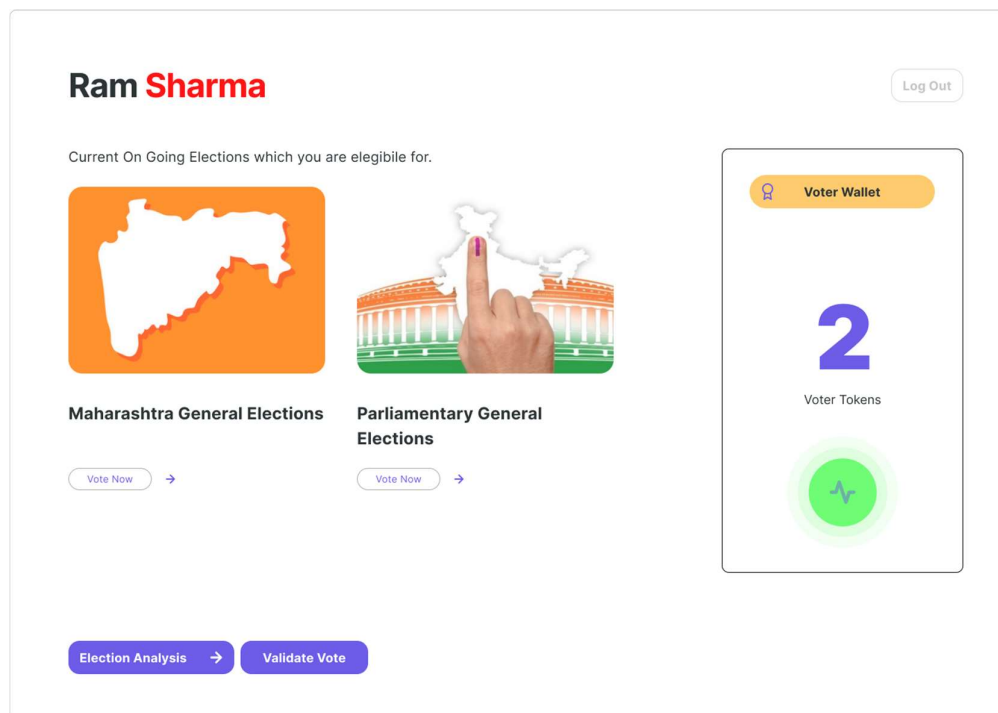 Ram Sharma
Log Out
Current On Going Elections which you are elegibile for.
Maharashtra General Elections
Vote Now
Parliamentary General
Elections
Vote Now
Voter Wallet
2
Voter Tokens
Election Analysis
Validate Vote